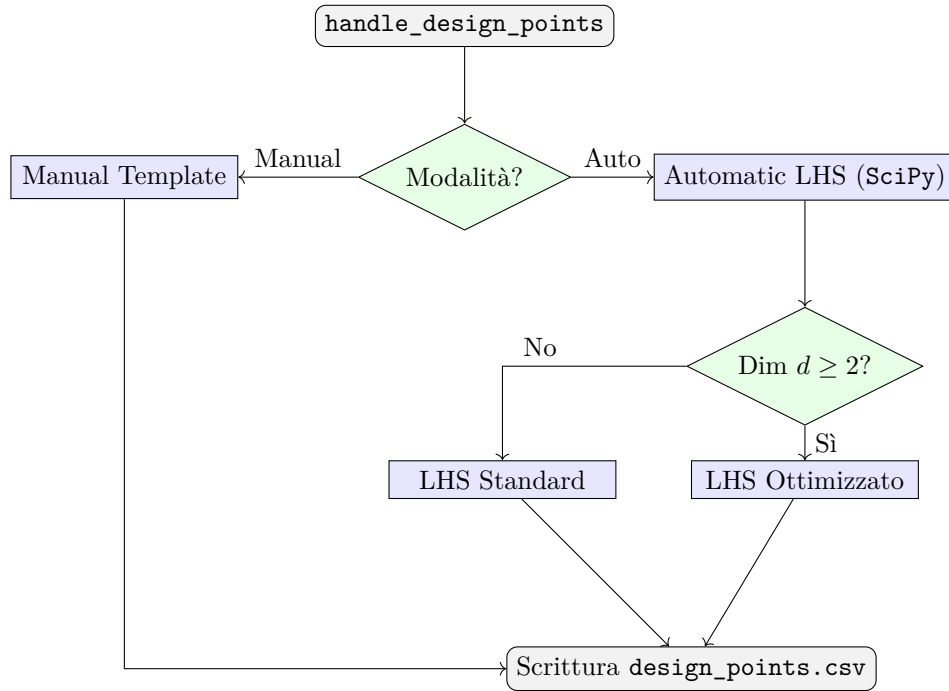 handle_design_points
Manual
Auto
Manual Template
Modalità?
Automatic LHS (SciPy)
No
Dim d ≥ 2?
Sì
LHS Standard
LHS Ottimizzato
Scrittura design_points.csv